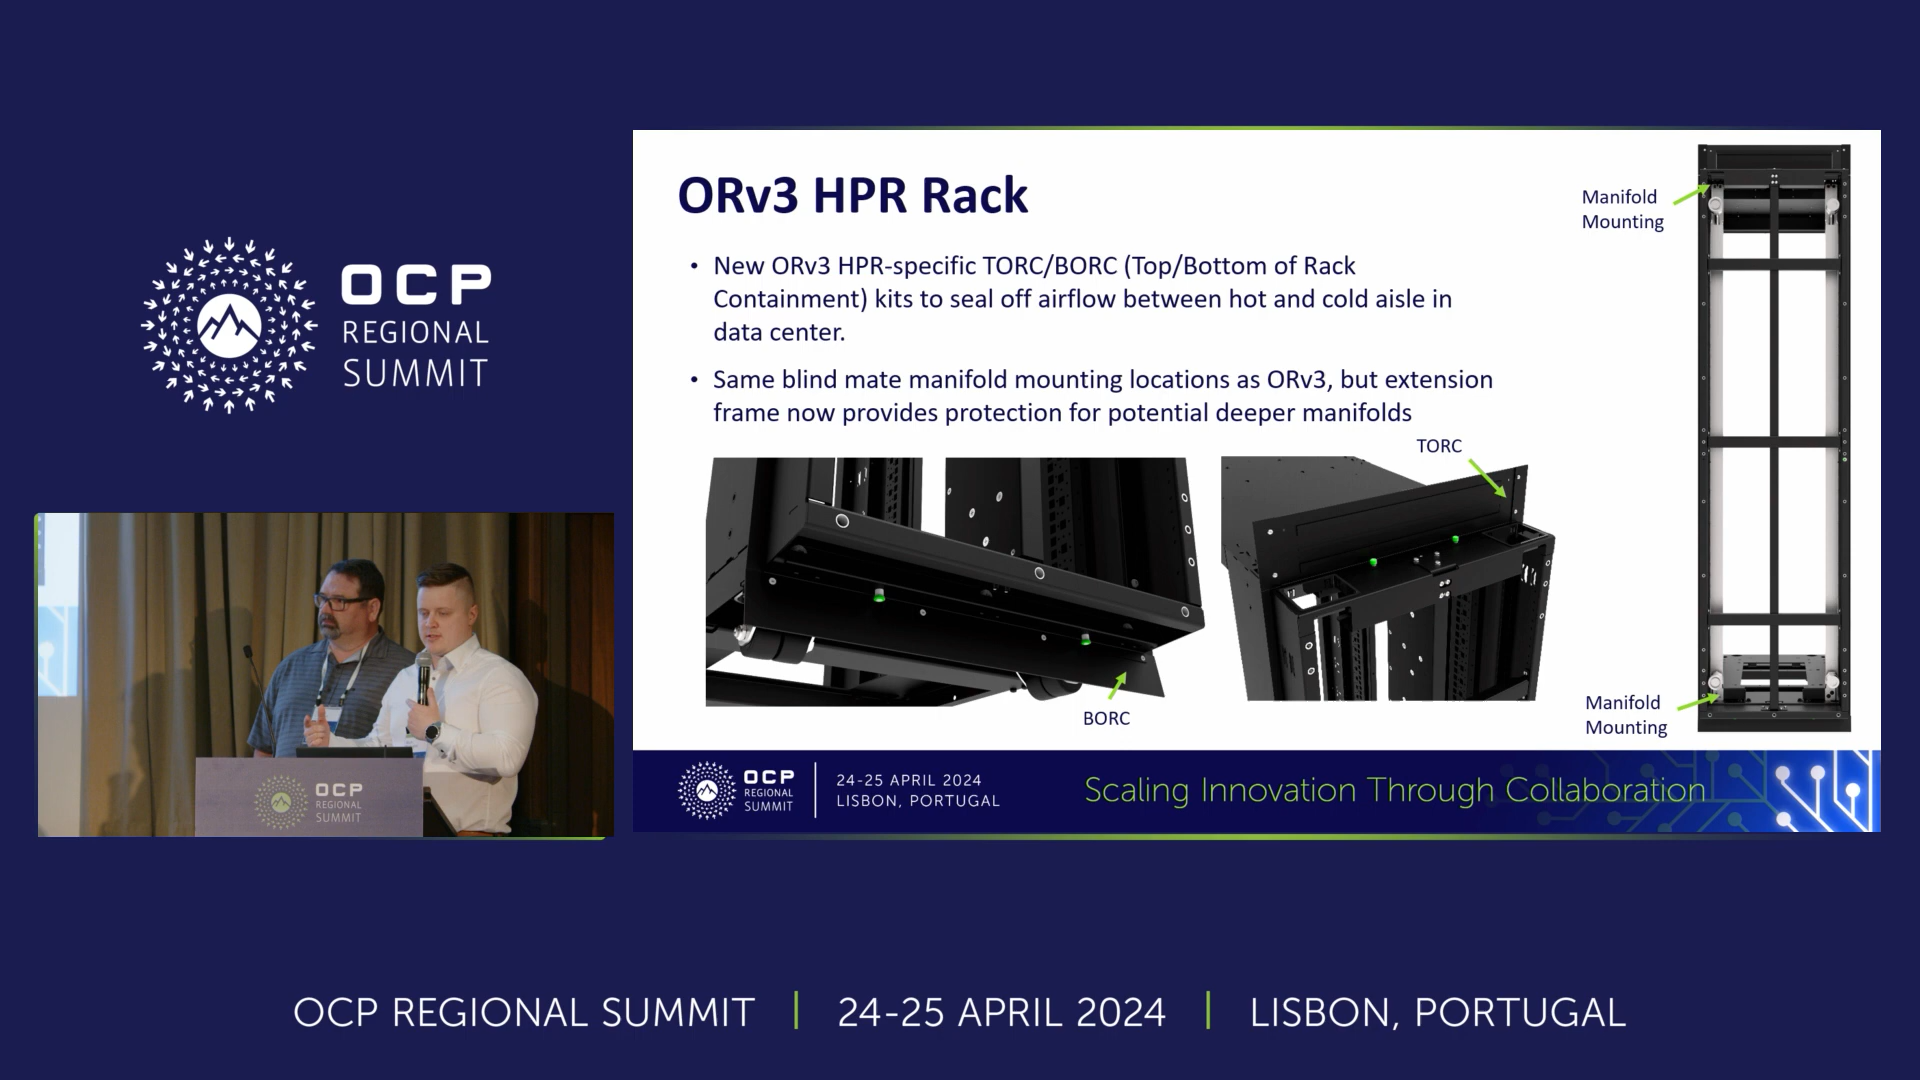 OCP
REGIONAL
SUMMIT
ORv3 HPR Rack
• New ORv3 HPR-specific TORC/BORC (Top/Bottom of Rack
Containment) kits to seal off airflow between hot and cold aisle in
data center.
• Same blind mate manifold mounting locations as ORv3, but extension
frame now provides protection for potential deeper manifolds
Manifold
Mounting
TORC
BORC
Manifold
Mounting
OCP
REGIONAL
SUMMIT
24-25 APRIL 2024
LISBON, PORTUGAL
Scaling Innovation Through Collaboration
OCP
REGIONAL
SUMMIT
OCP REGIONAL SUMMIT | 24-25 APRIL 2024 | LISBON, PORTUGAL